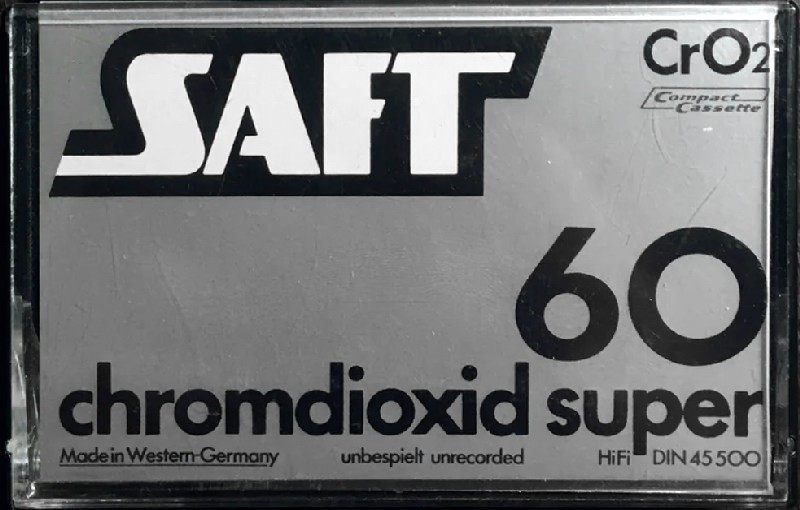 SAFT
CrO2
Compact
Cassette
60
chromdioxid super
Made in Western-Germany unbespielt unrecorded HiFi DIN 45 500